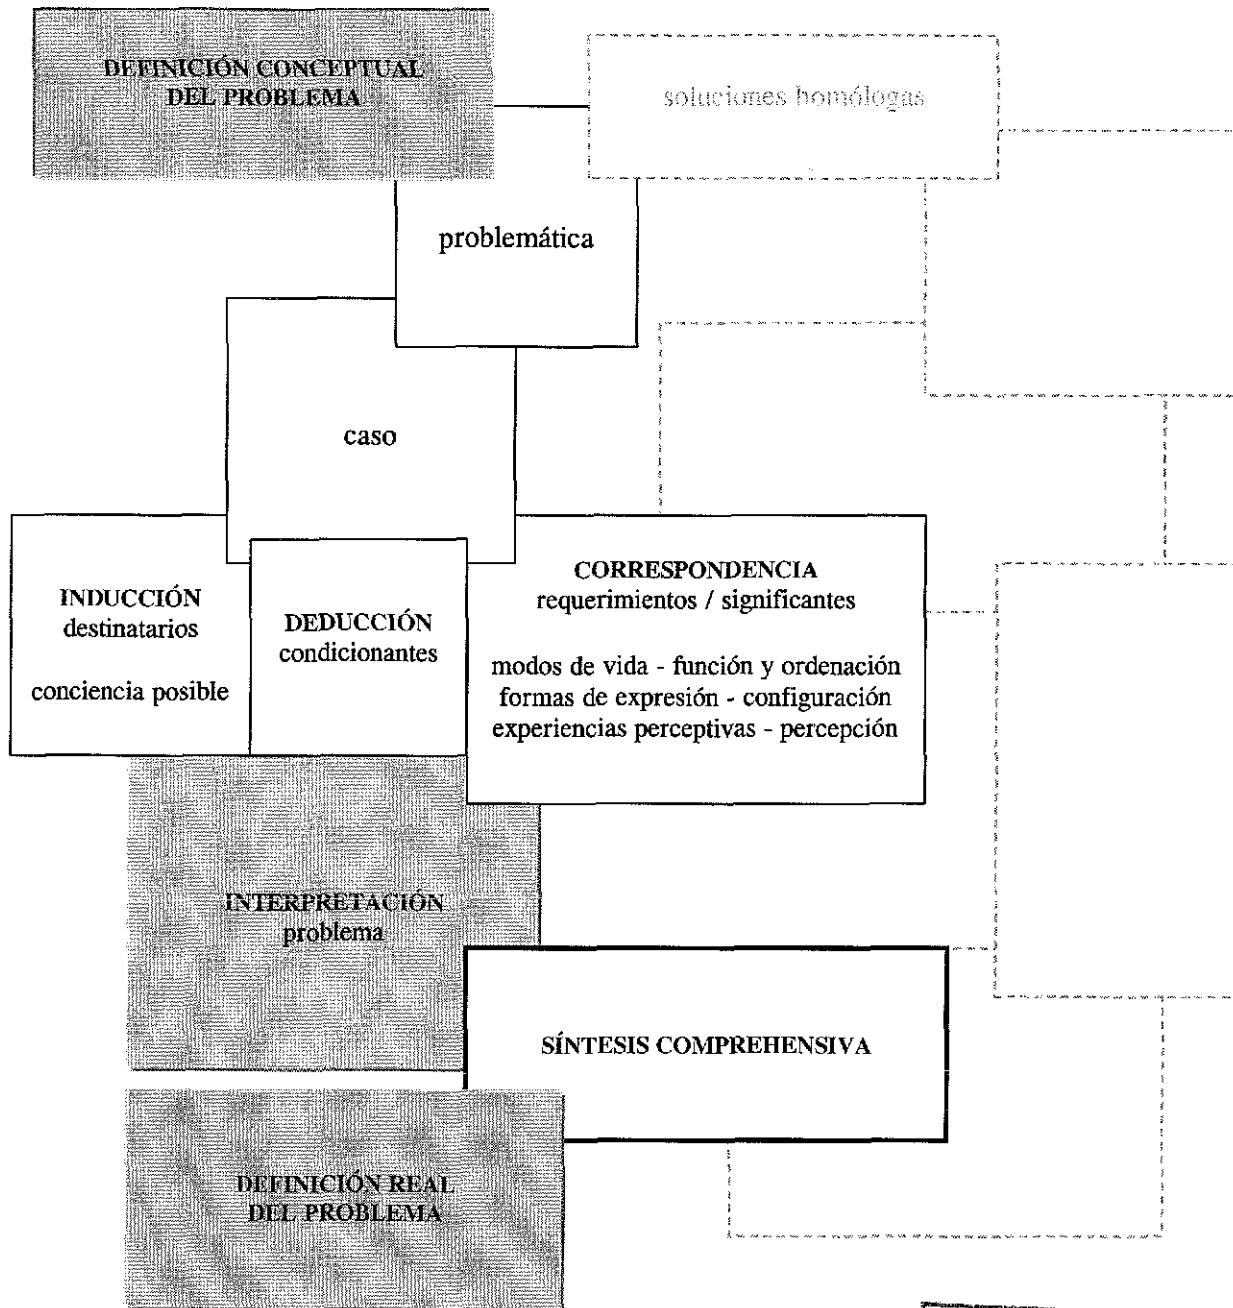 DEFINICIÓN CONCEPTUAL
DEL PROBLEMA
soluciones homólogas
problemática
caso
INDUCCIÓN
destinatarios
conciencia posible
DEDUCCIÓN
condicionantes
CORRESPONDENCIA
requerimientos / significantes
modos de vida - función y ordenación
formas de expresión - configuración
experiencias perceptivas - percepción
INTERPRETACIÓN
problema
SÍNTESIS COMPREHENSIVA
DEFINICIÓN REAL
DEL PROBLEMA